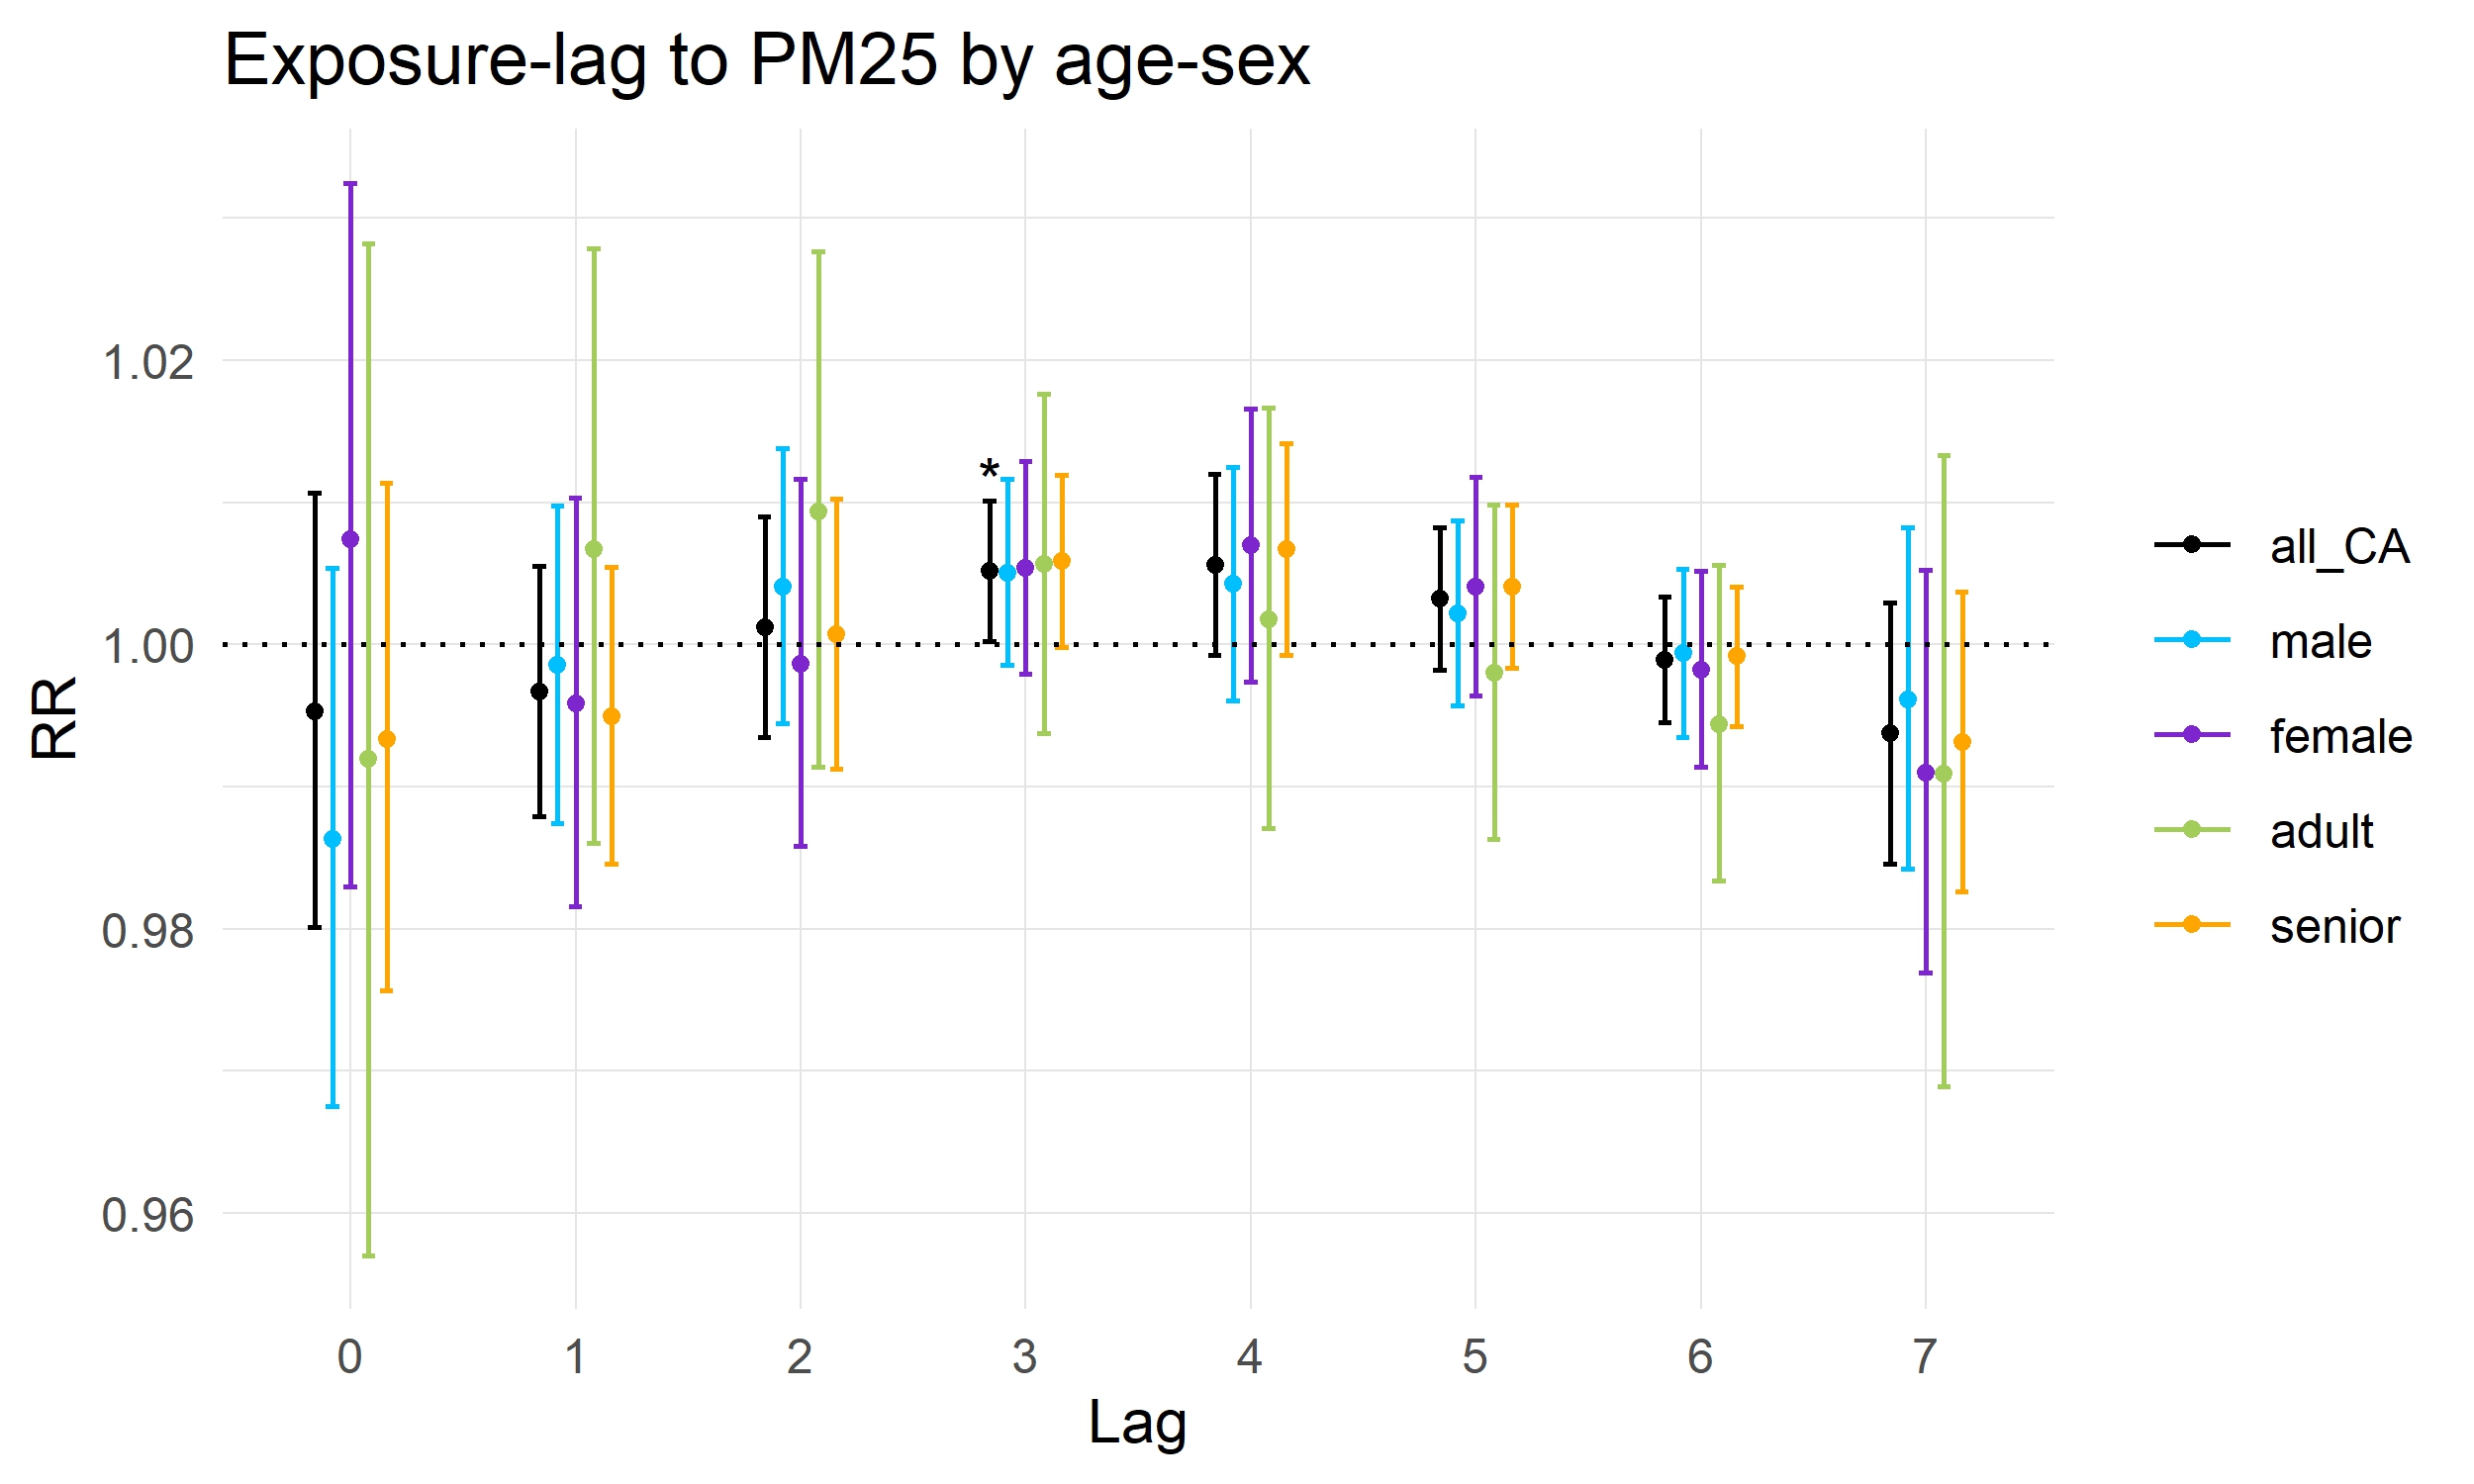 Exposure-lag to PM25 by age-sex
RR
1.02
1.00
0.98
0.96
*
0 1 2 3 4 5 6 7
Lag
all_CA
male
female
adult
senior